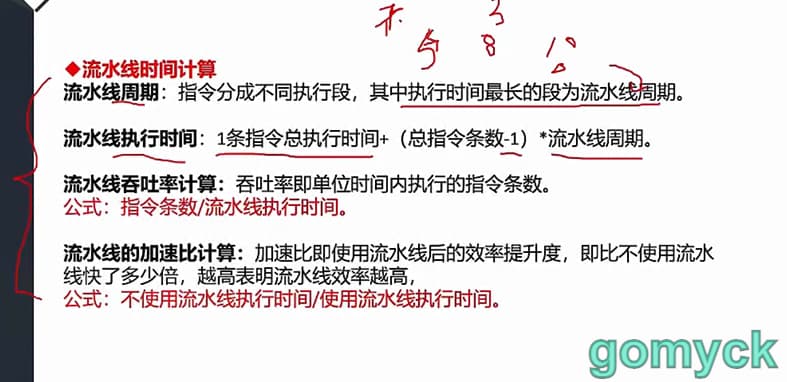 ◆流水线时间计算
流水线周期：指令分成不同执行段，其中执行时间最长的段为流水线周期。
流水线执行时间：1条指令总执行时间+（总指令条数-1）*流水线周期。
流水线吞吐率计算：吞吐率即单位时间内执行的指令条数。
公式：指令条数/流水线执行时间。
流水线的加速比计算：加速比即使用流水线后的效率提升度，即比不使用流水
线快了多少倍，越高表明流水线效率越高，
公式：不使用流水线执行时间/使用流水线执行时间。
gomyck